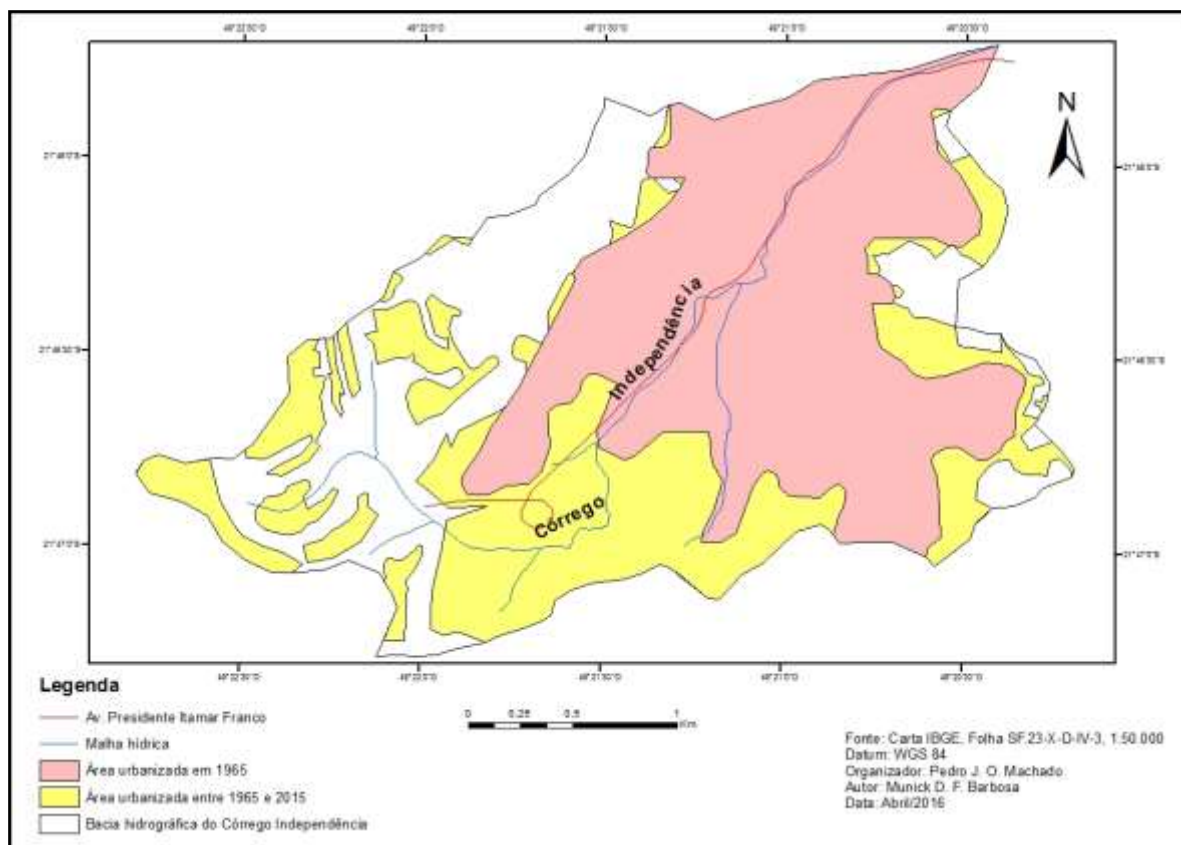 N
Independência
Córrego
Legenda
Av. Presidente Itamar Franco
Malha hídrica
Área urbanizada em 1965
Área urbanizada entre 1965 e 2015
Bacia hidrográfica do Córrego Independência
0 0,25 0,5 1
Km
Fonte: Carta IBGE, Folha SF.23-X-D-IV-3, 1:50.000
Datum: WGS 84
Organizador: Pedro J. O. Machado
Autor: Munick D. F. Barbosa
Data: Abril/2016